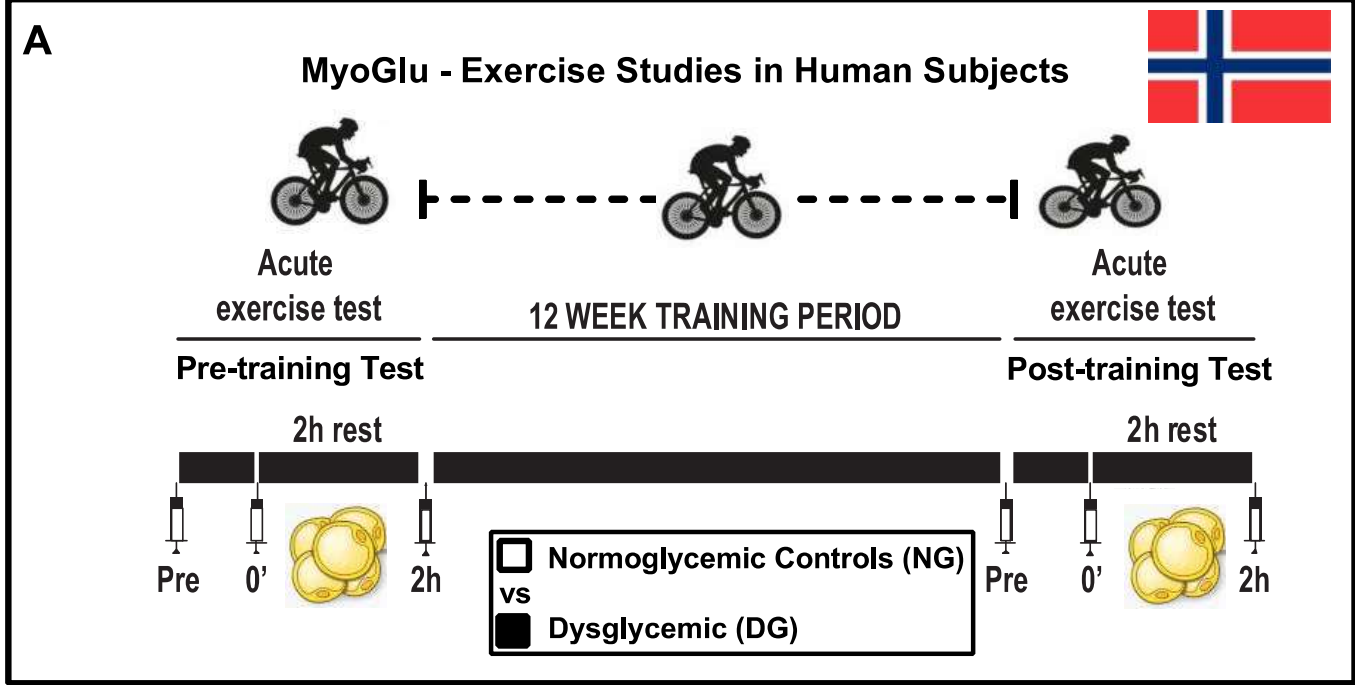 A
MyoGlu - Exercise Studies in Human Subjects
Acute
exercise test
12 WEEK TRAINING PERIOD
Acute
exercise test
Pre-training Test
Post-training Test
2h rest
2h rest
Pre
0’
2h
Pre
0’
2h
Normoglycemic Controls (NG)
vs
Dysglycemic (DG)